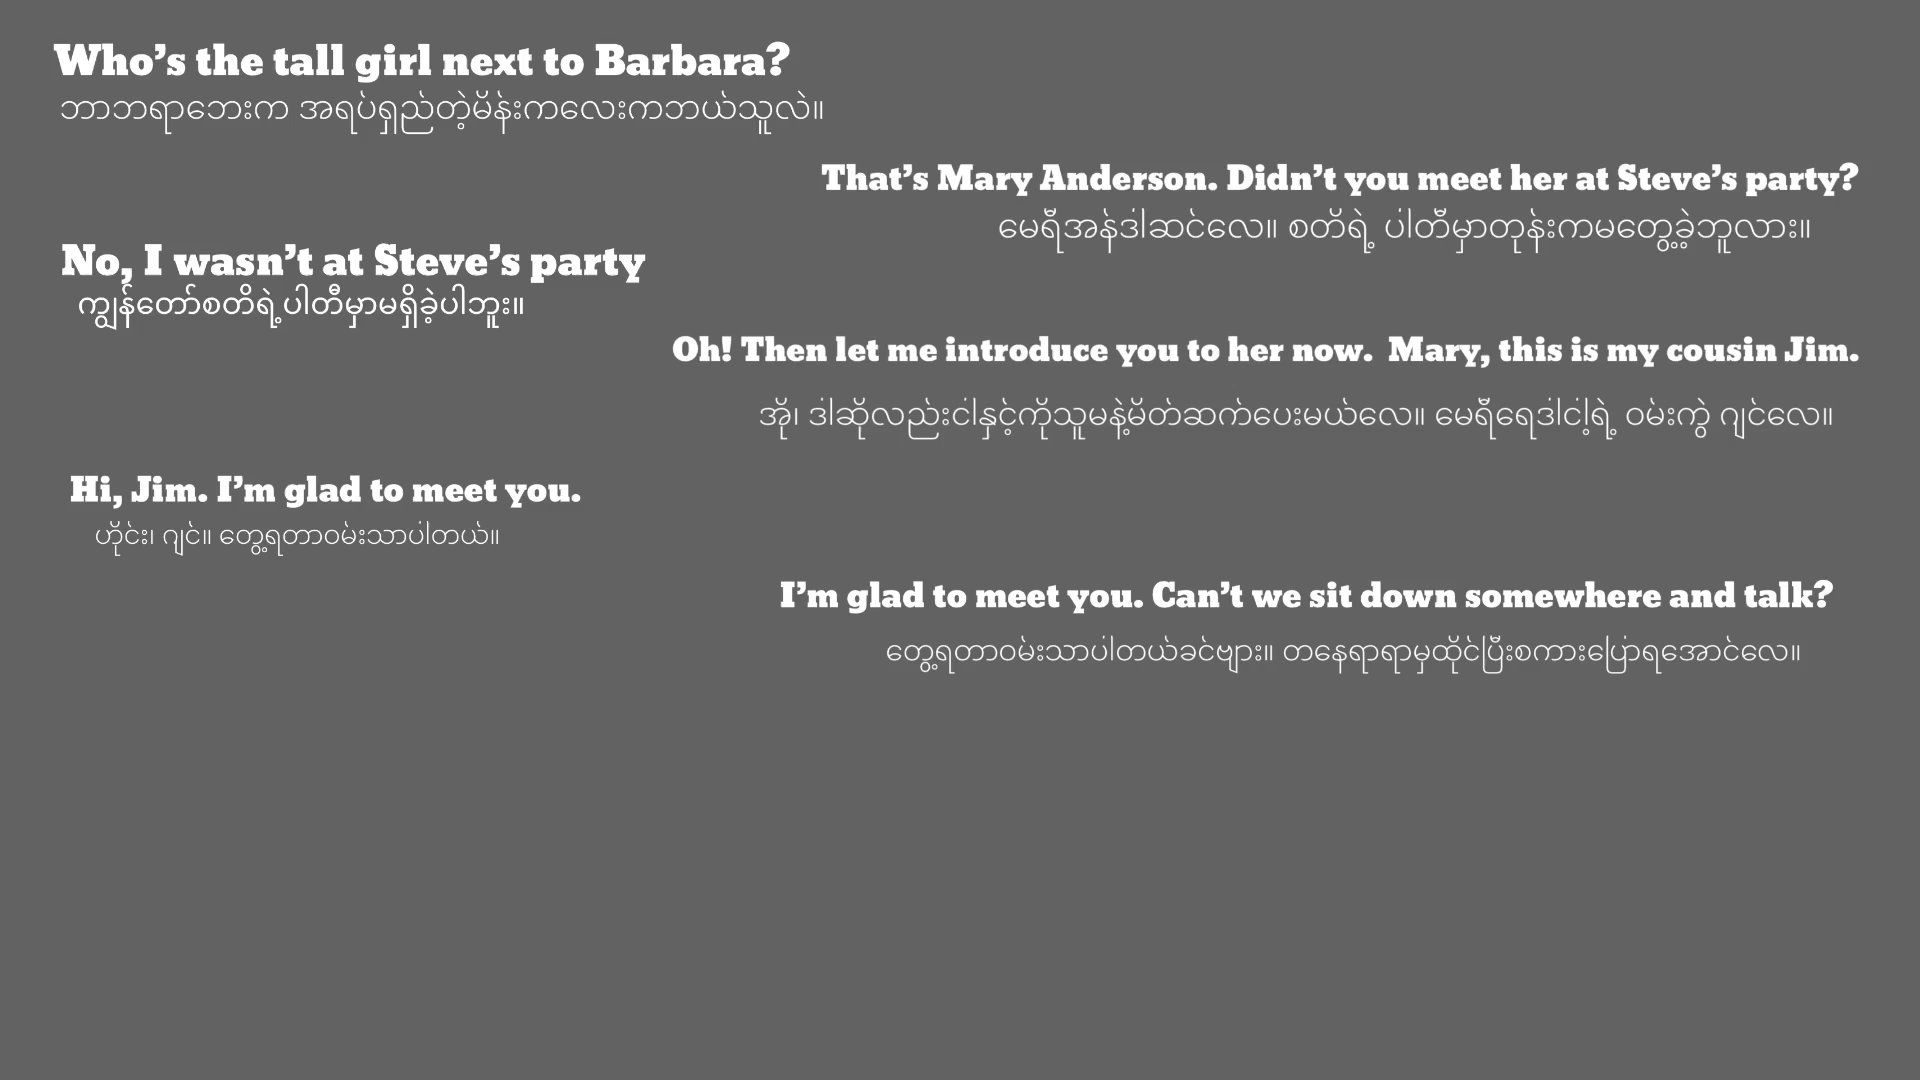 Who’s the tall girl next to Barbara?
ဘာဘရာဘေးက အရပ်ရှည်တဲ့မိန်းကလေးကဘယ်သူလဲ။
That’s Mary Anderson. Didn’t you meet her at Steve’s party?
မေရီအန်ဒါဆင်လေ။ စတိရဲ့ ပါတီမှာတုန်းကမတွေ့ခဲ့ဘူလား။
No, I wasn’t at Steve’s party
ကျွန်တော်စတိရဲ့ပါတီမှာမရှိခဲ့ပါဘူး။
Oh! Then let me introduce you to her now.  Mary, this is my cousin Jim.
အို၊ ဒါဆိုလည်းငါနှင့်ကိုသူမနဲ့မိတ်ဆက်ပေးမယ်လေ။ မေရီရေဒါငါ့ရဲ့ ဝမ်းကွဲ ဂျင်လေ။
Hi, Jim. I’m glad to meet you.
ဟိုင်း၊ ဂျင်။ တွေ့ရတာဝမ်းသာပါတယ်။
I’m glad to meet you. Can’t we sit down somewhere and talk?
တွေ့ရတာဝမ်းသာပါတယ်ခင်ဗျား။ တနေရာရာမှထိုင်ပြီးစကားပြောရအောင်လေ။